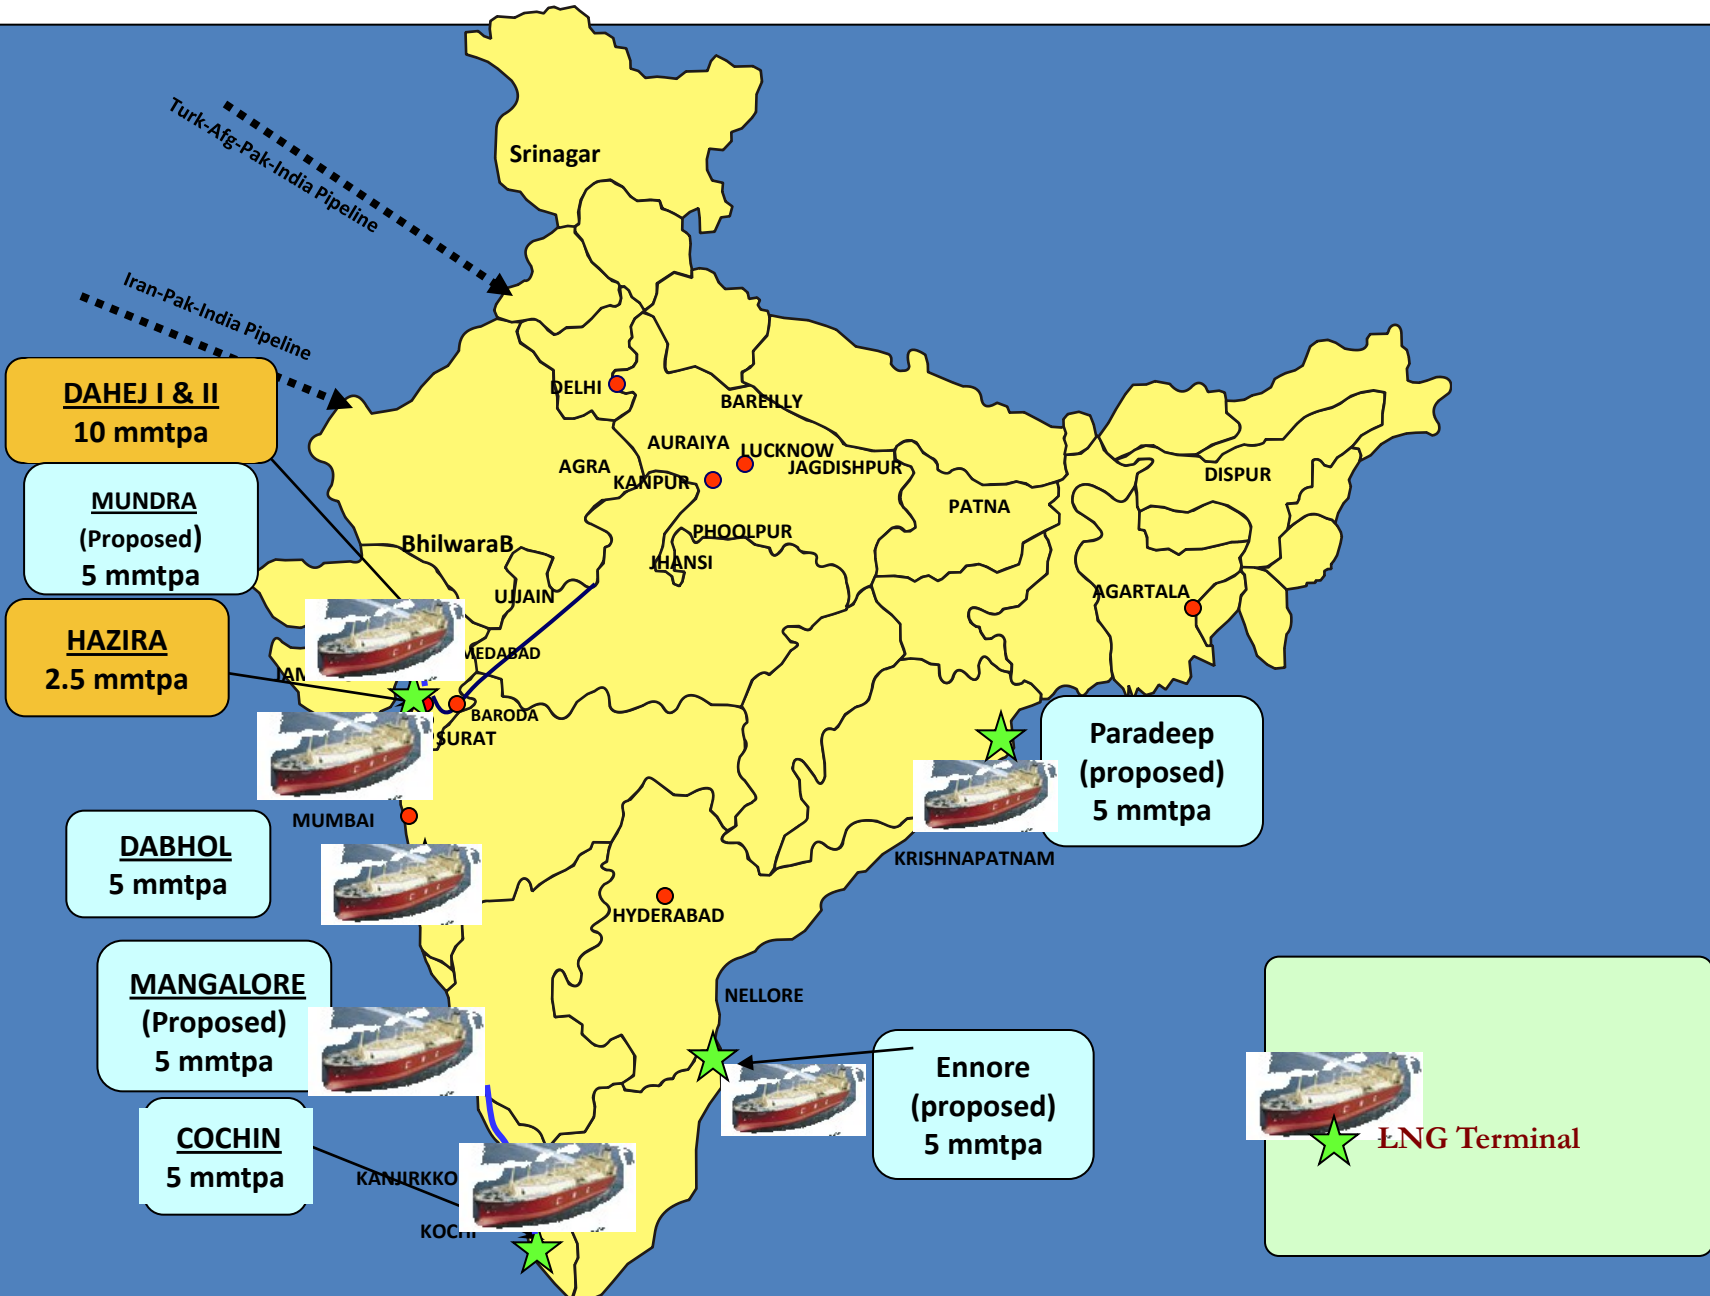 Turk-Afg-Pak-India Pipeline
Srinagar
Iran-Pak-India Pipeline
DAHEJ I & II
10 mmtpa
MUNDRA
(Proposed)
5 mmtpa
HAZIRA
2.5 mmtpa
DELHI
BAREILLY
AURAIYA
LUCKNOW
AGRA
KANPUR
JAGDISHPUR
PATNA
DISPUR
PHOOLPUR
BhilwaraB
JHANSI
UJJAIN
AGARTALA
MEDABAD
JAM
BARODA
SURAT
Paradeep
(proposed)
5 mmtpa
MUMBAI
DABHOL
5 mmtpa
KRISHNAPATNAM
HYDERABAD
MANGALORE
(Proposed)
5 mmtpa
NELLORE
Ennore
(proposed)
5 mmtpa
COCHIN
5 mmtpa
KANJIRKKO
KOCHI
LNG Terminal